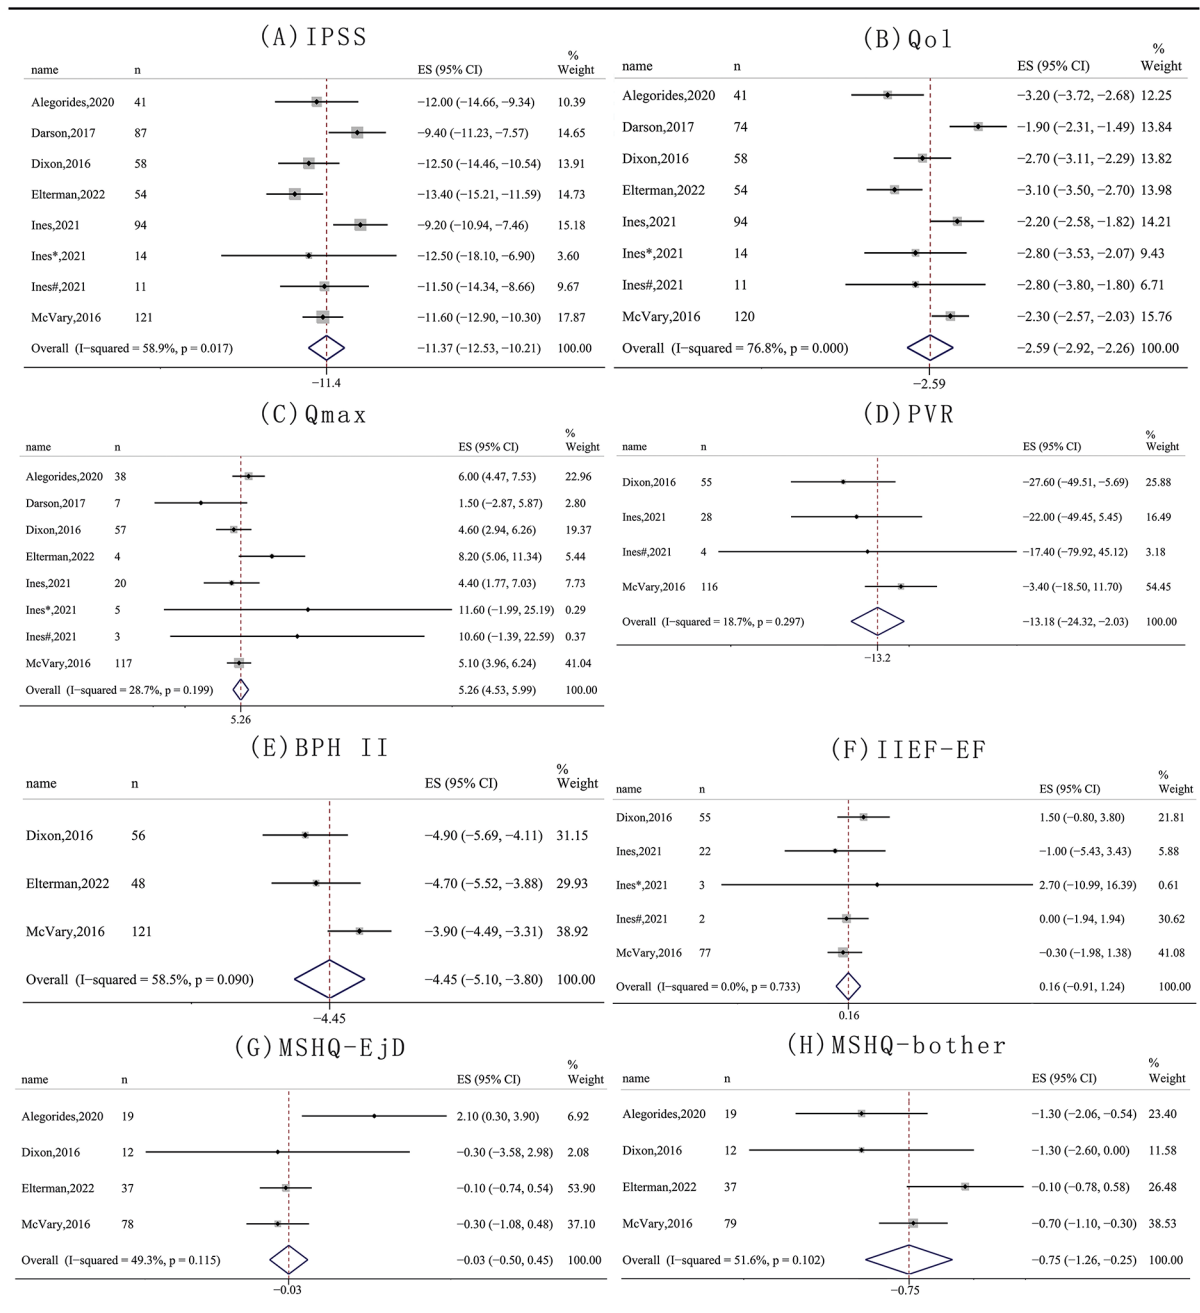 (A) IPSS
name n ES (95% CI) % Weight
Alegorides,2020 41 −12.00 (−14.66, −9.34) 10.39
Darson,2017 87 −9.40 (−11.23, −7.57) 14.65
Dixon,2016 58 −12.50 (−14.46, −10.54) 13.91
Elterman,2022 54 −13.40 (−15.21, −11.59) 14.73
Ines,2021 94 −9.20 (−10.94, −7.46) 15.18
Ines*,2021 14 −12.50 (−18.10, −6.90) 3.60
Ines#,2021 11 −11.50 (−14.34, −8.66) 9.67
McVary,2016 121 −11.60 (−12.90, −10.30) 17.87
Overall (I−squared = 58.9%, p = 0.017) −11.37 (−12.53, −10.21) 100.00
−11.4
(B) Qol
name n ES (95% CI) % Weight
Alegorides,2020 41 −3.20 (−3.72, −2.68) 12.25
Darson,2017 74 −1.90 (−2.31, −1.49) 13.84
Dixon,2016 58 −2.70 (−3.11, −2.29) 13.82
Elterman,2022 54 −3.10 (−3.50, −2.70) 13.98
Ines,2021 94 −2.20 (−2.58, −1.82) 14.21
Ines*,2021 14 −2.80 (−3.53, −2.07) 9.43
Ines#,2021 11 −2.80 (−3.80, −1.80) 6.71
McVary,2016 120 −2.30 (−2.57, −2.03) 15.76
Overall (I−squared = 76.8%, p = 0.000) −2.59 (−2.92, −2.26) 100.00
−2.59
(C) Qmax
name n ES (95% CI) % Weight
Alegorides,2020 38 6.00 (4.47, 7.53) 22.96
Darson,2017 7 1.50 (−2.87, 5.87) 2.80
Dixon,2016 57 4.60 (2.94, 6.26) 19.37
Elterman,2022 4 8.20 (5.06, 11.34) 5.44
Ines,2021 20 4.40 (1.77, 7.03) 7.73
Ines*,2021 5 11.60 (−1.99, 25.19) 0.29
Ines#,2021 3 10.60 (−1.39, 22.59) 0.37
McVary,2016 117 5.10 (3.96, 6.24) 41.04
Overall (I−squared = 28.7%, p = 0.199) 5.26 (4.53, 5.99) 100.00
5.26
(D) PVR
name n ES (95% CI) % Weight
Dixon,2016 55 −27.60 (−49.51, −5.69) 25.88
Ines,2021 28 −22.00 (−49.45, 5.45) 16.49
Ines#,2021 4 −17.40 (−79.92, 45.12) 3.18
McVary,2016 116 −3.40 (−18.50, 11.70) 54.45
Overall (I−squared = 18.7%, p = 0.297) −13.18 (−24.32, −2.03) 100.00
−13.2
(E) BPH II
name n ES (95% CI) % Weight
Dixon,2016 56 −4.90 (−5.69, −4.11) 31.15
Elterman,2022 48 −4.70 (−5.52, −3.88) 29.93
McVary,2016 121 −3.90 (−4.49, −3.31) 38.92
Overall (I−squared = 58.5%, p = 0.090) −4.45 (−5.10, −3.80) 100.00
−4.45
(F) IIEF-EF
name n ES (95% CI) % Weight
Dixon,2016 55 1.50 (−0.80, 3.80) 21.81
Ines,2021 22 −1.00 (−5.43, 3.43) 5.88
Ines*,2021 3 2.70 (−10.99, 16.39) 0.61
Ines#,2021 2 0.00 (−1.94, 1.94) 30.62
McVary,2016 77 −0.30 (−1.98, 1.38) 41.08
Overall (I−squared = 0.0%, p = 0.733) 0.16 (−0.91, 1.24) 100.00
0.16
(G) MSHQ-EjD
name n ES (95% CI) % Weight
Alegorides,2020 19 2.10 (0.30, 3.90) 6.92
Dixon,2016 12 −0.30 (−3.58, 2.98) 2.08
Elterman,2022 37 −0.10 (−0.74, 0.54) 53.90
McVary,2016 78 −0.30 (−1.08, 0.48) 37.10
Overall (I−squared = 49.3%, p = 0.115) −0.03 (−0.50, 0.45) 100.00
−0.03
(H) MSHQ-bother
name n ES (95% CI) % Weight
Alegorides,2020 19 −1.30 (−2.06, −0.54) 23.40
Dixon,2016 12 −1.30 (−2.60, 0.00) 11.58
Elterman,2022 37 −0.10 (−0.78, 0.58) 26.48
McVary,2016 79 −0.70 (−1.10, −0.30) 38.53
Overall (I−squared = 51.6%, p = 0.102) −0.75 (−1.26, −0.25) 100.00
−0.75